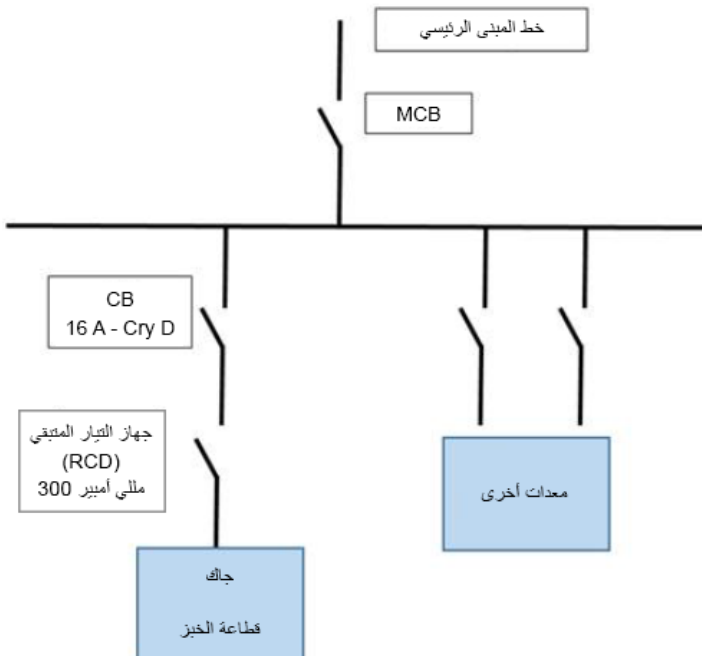 خط المبنى الرئيسي
MCB
CB
16 A - Cry D
جهاز التيار المتبقي
(RCD)
مللي أمبير 300
معدات أخرى
جاك
قطاعة الخبز